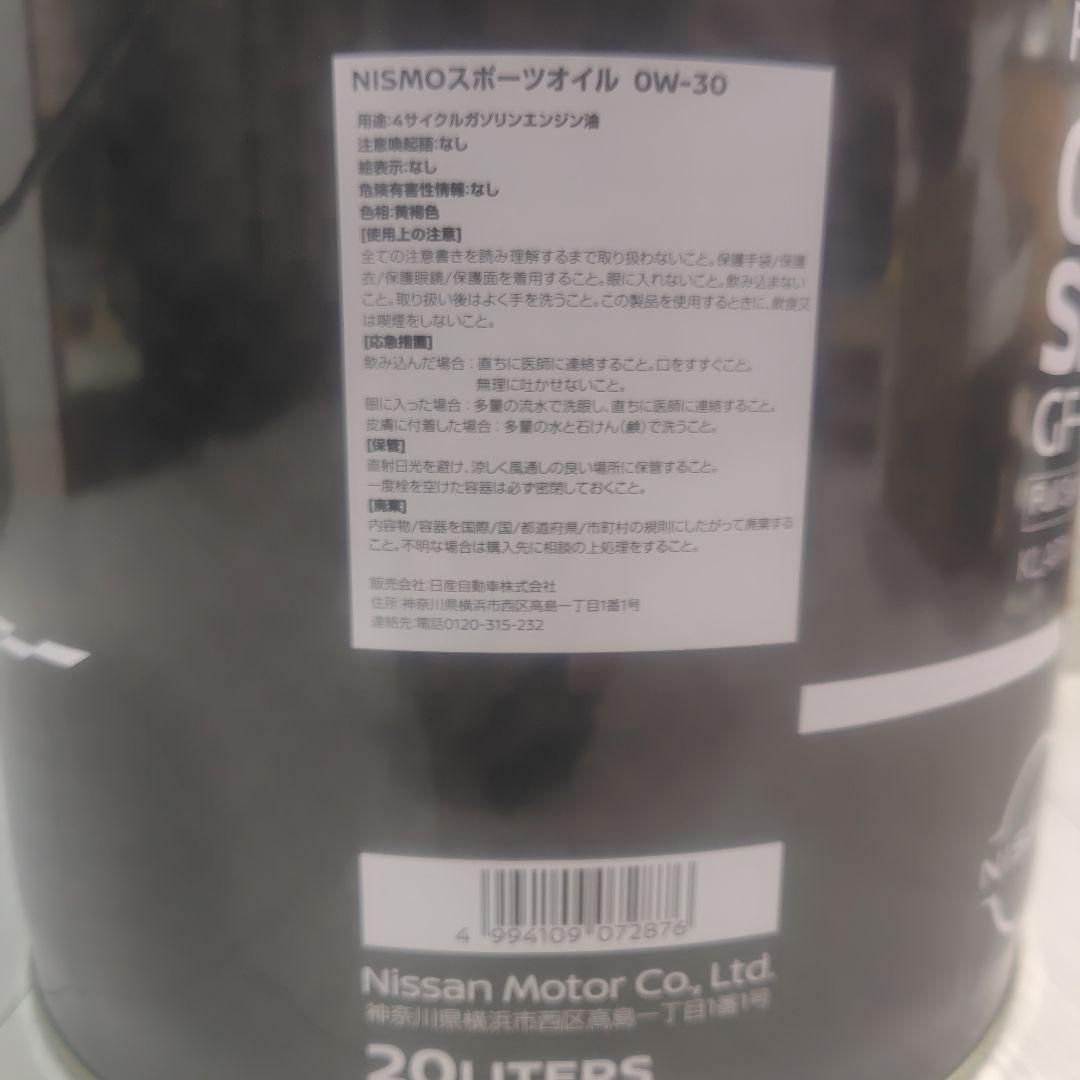 NISMOスポーツオイル 0W-30
用途:4サイクルガソリンエンジン油
注意喚起語:なし
絵表示:なし
危険有害性情報:なし
色相:黄褐色
[使用上の注意]
全ての注意書きを読み理解するまで取り扱わないこと。保護手袋/保護
衣/保護眼鏡/保護面を着用すること。眼に入れないこと。飲み込まない
こと。取り扱い後はよく手を洗うこと。この製品を使用するときに、飲食又
は喫煙をしないこと。
[応急措置]
飲み込んだ場合:直ちに医師に連絡すること。口をすすぐこと。
無理に吐かせないこと。
眼に入った場合:多量の流水で洗眼し、直ちに医師に連絡すること。
皮膚に付着した場合:多量の水と石けん(鹸)で洗うこと。
[保管]
直射日光を避け、涼しく風通しの良い場所に保管すること。
一度栓を空けた容器は必ず密閉しておくこと。
[廃棄]
内容物/容器を国際/国/都道府県/市町村の規則にしたがって廃棄する
こと。不明な場合は購入先に相談の上処理をすること。
販売会社:日産自動車株式会社
住所:神奈川県横浜市西区高島一丁目1番1号
連絡先:電話0120-315-232
4 994109 072876
Nissan Motor Co., Ltd.
神奈川県横浜市西区高島一丁目1番1号
20LITERS